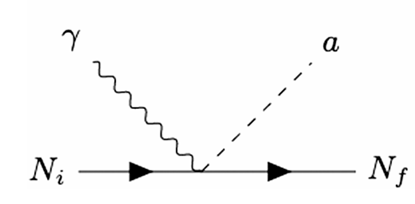 γ a
N_i N_f